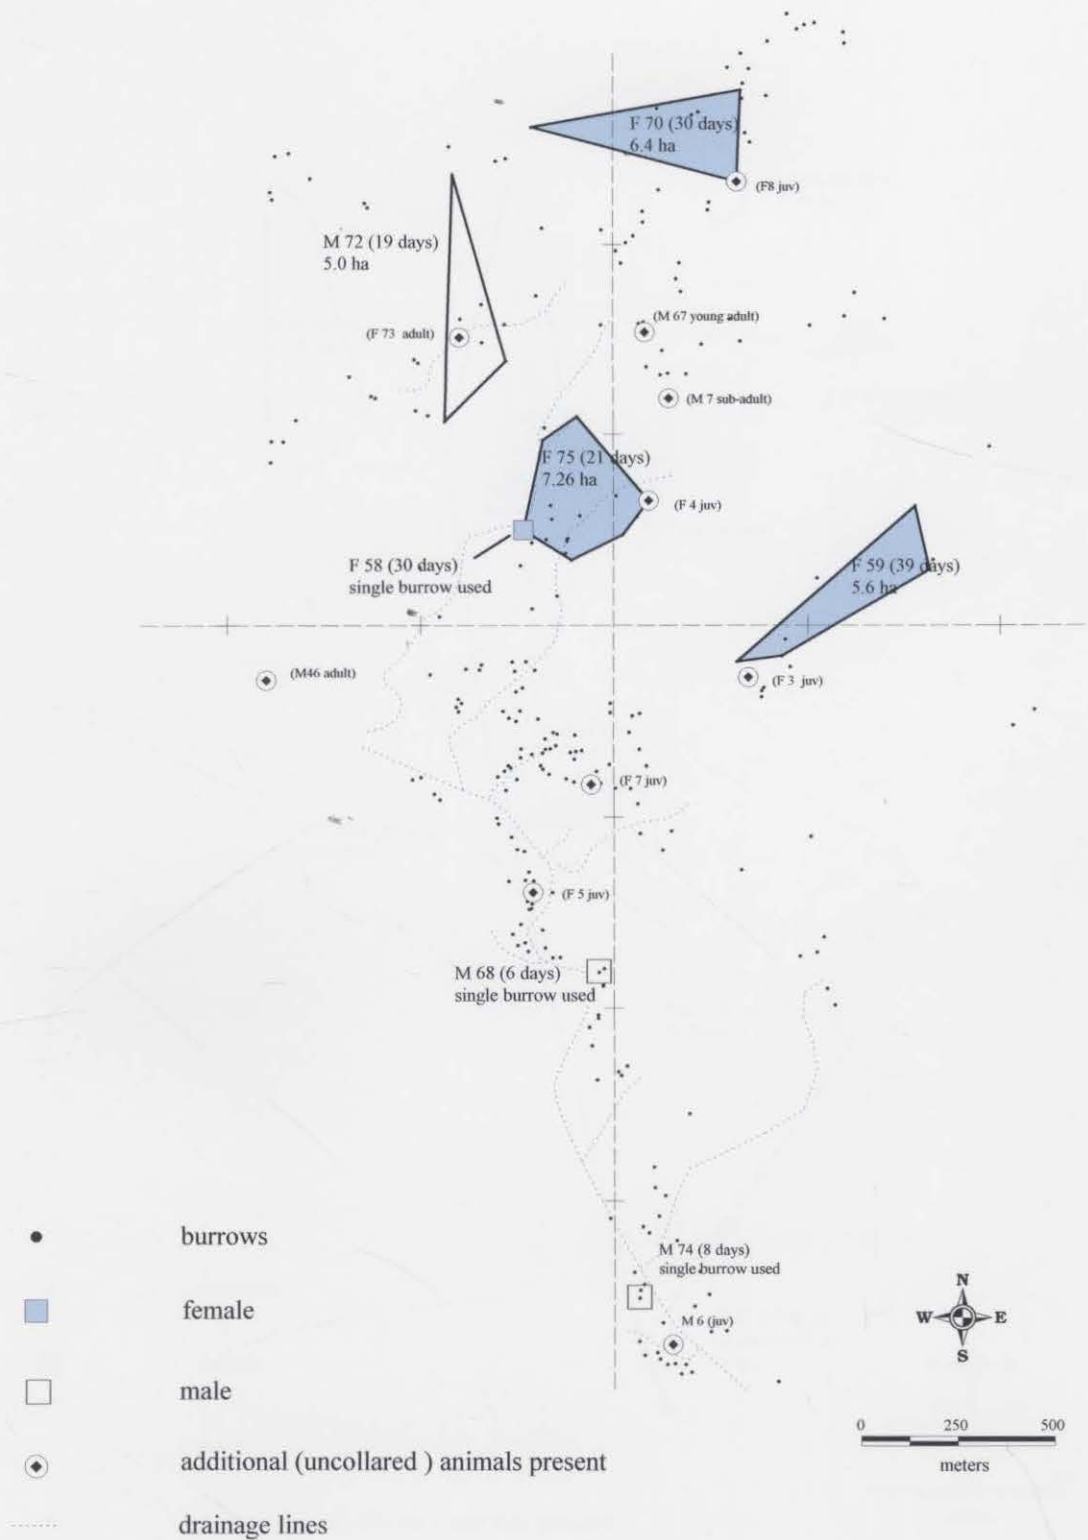 F 70 (30 days)
6.4 ha
(F8 juv)
M 72 (19 days)
5.0 ha
(F 73 adult)
(M 67 young adult)
(M 7 sub-adult)
F 75 (21 days)
7.26 ha
(F 4 juv)
F 58 (30 days)
single burrow used
F 59 (39 days)
5.6 ha
(M46 adult)
(F 3 juv)
(F 7 juv)
(F 5 juv)
M 68 (6 days)
single burrow used
M 74 (8 days)
single burrow used
M 6 (juv)
burrows
female
male
additional (uncollared ) animals present
drainage lines
N
W E
S
0 250 500
meters